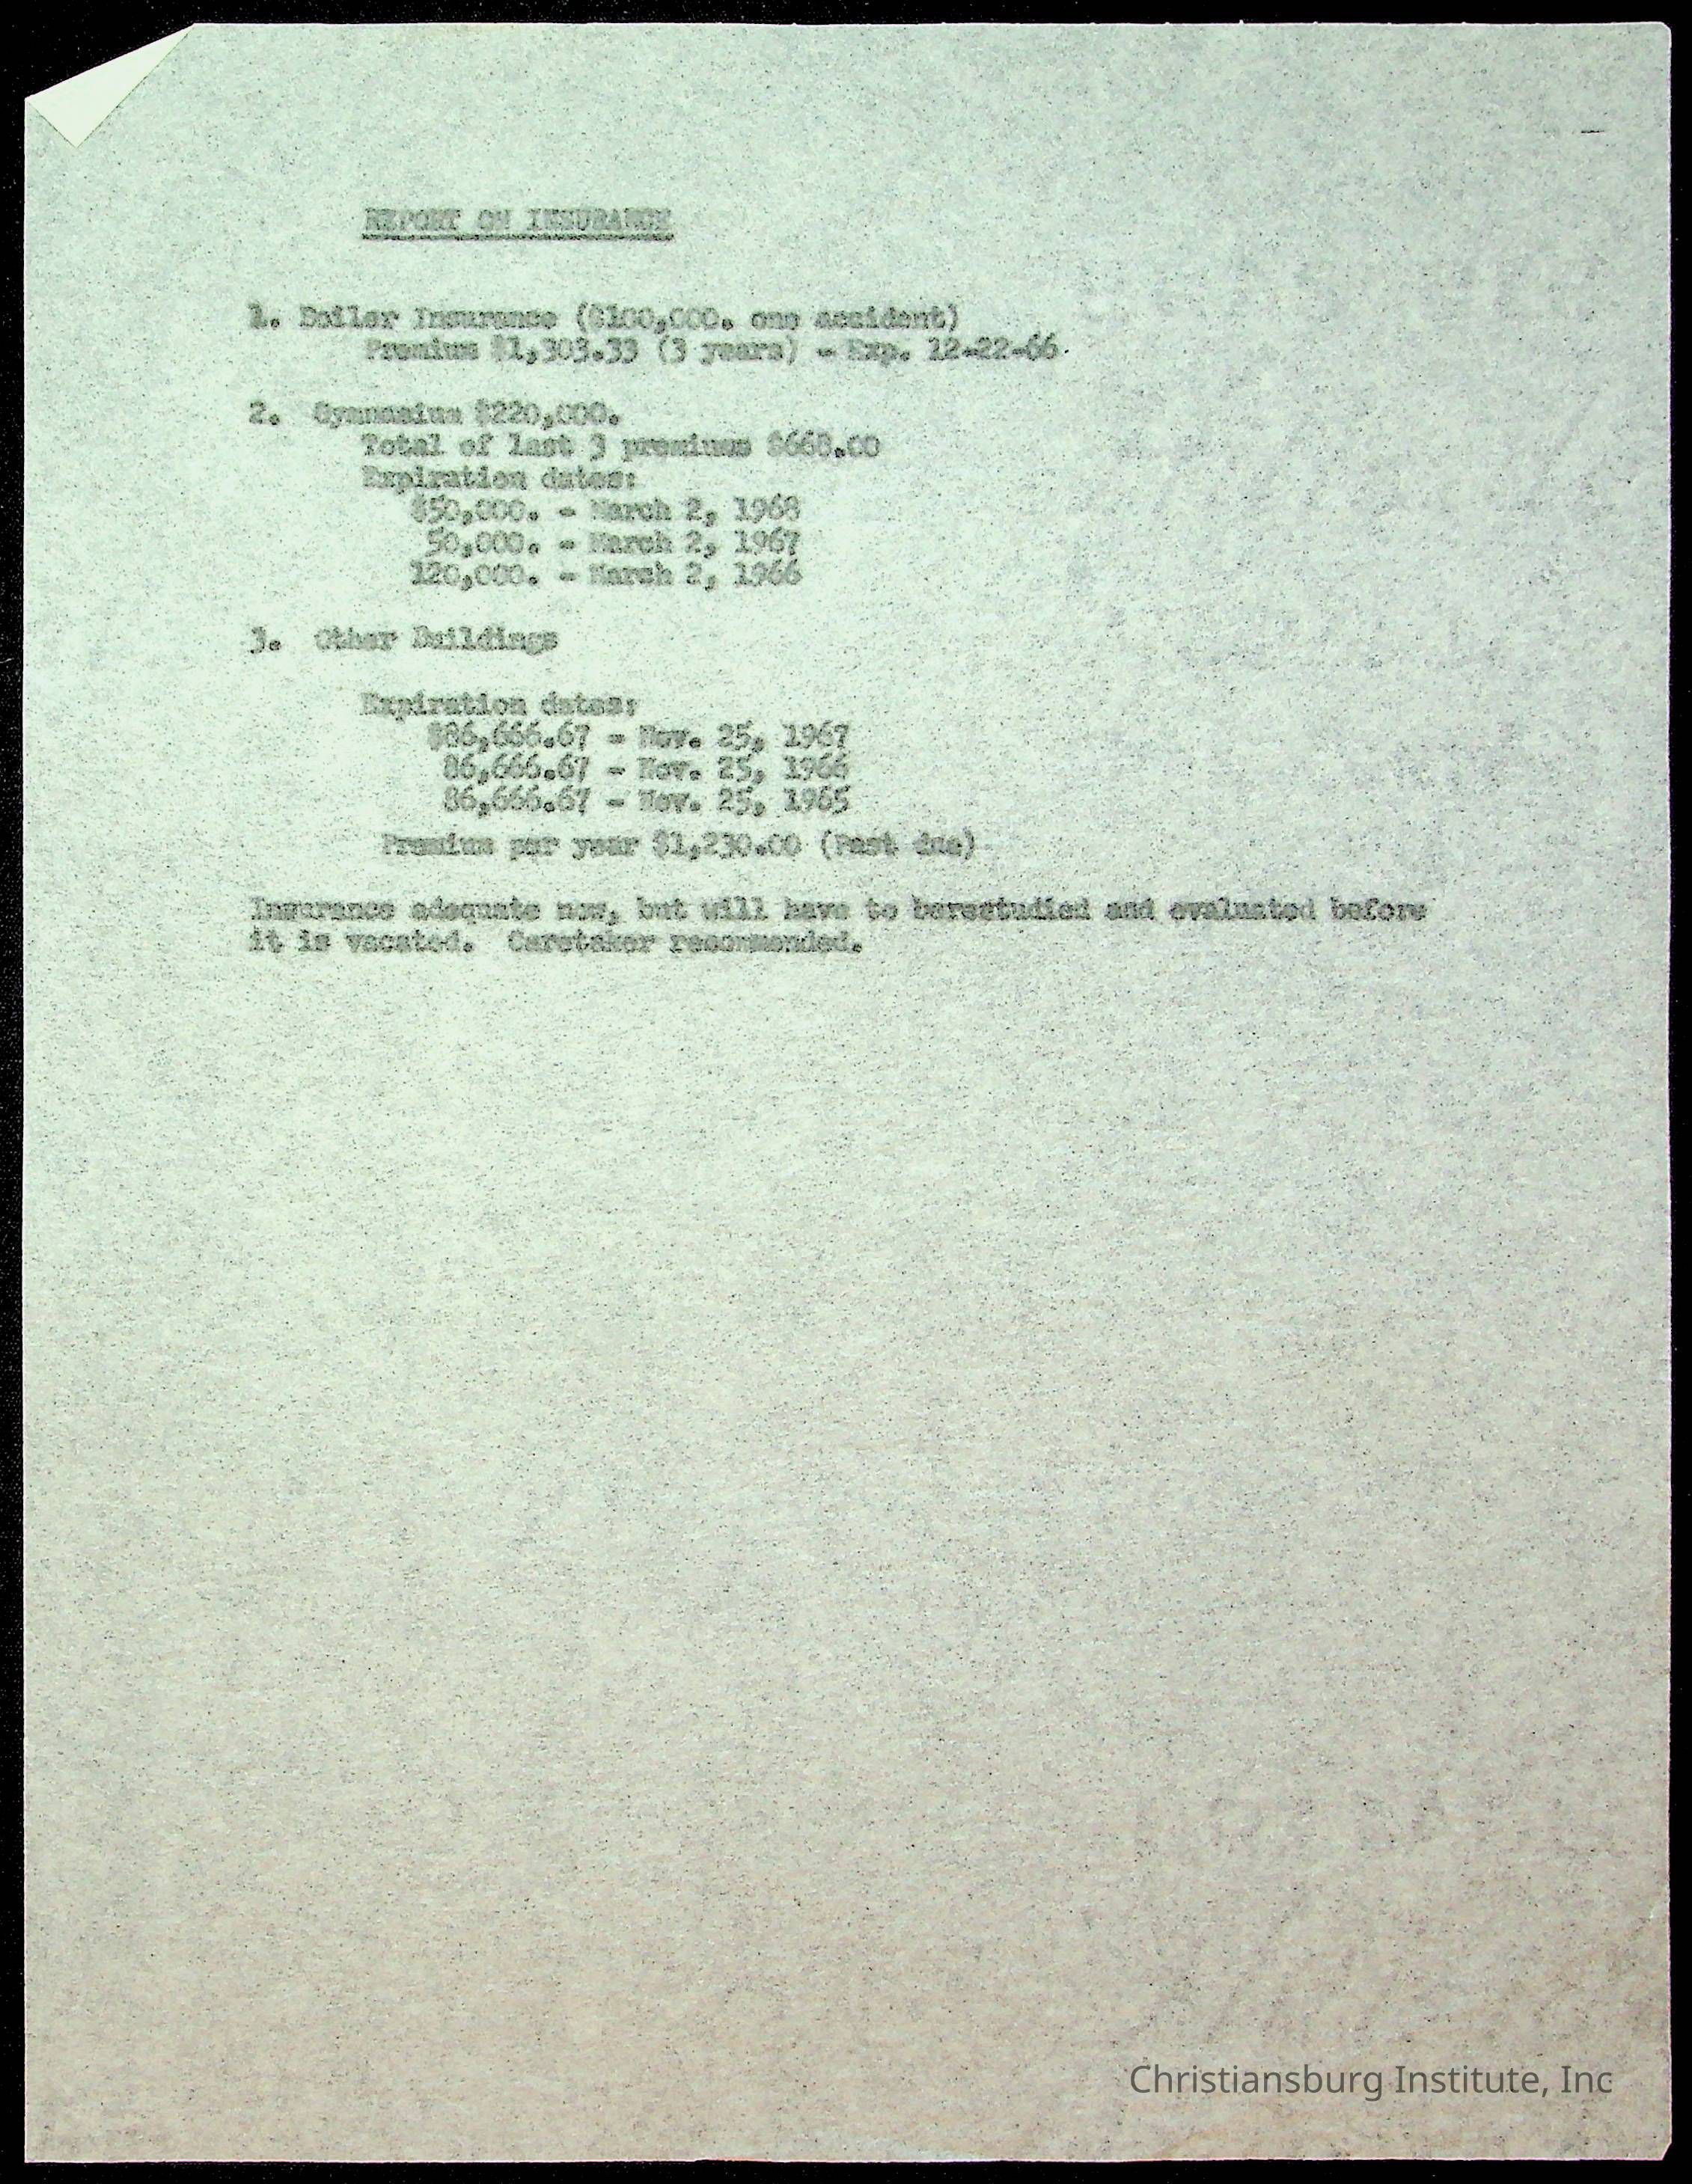 REPORT ON INSURANCE
1. Boiler Insurance ($100,000. one accident)
Premium $1,303.33 (3 years) - Exp. 12-22-66
2. Gymnasium $220,000.
Total of last 3 premiums $668.00
Expiration dates:
$50,000. - March 2, 1968
50,000. - March 2, 1967
120,000. - March 2, 1966
3. Other Buildings
Expiration dates:
$86,666.67 - Nov. 25, 1967
86,666.67 - Nov. 25, 1966
86,666.67 - Nov. 25, 1965
Premium per year $1,230.00 (Past due)
Insurance adequate now, but will have to berestudied and evaluated before
it is vacated. Caretaker recommended.
Christiansburg Institute, Inc